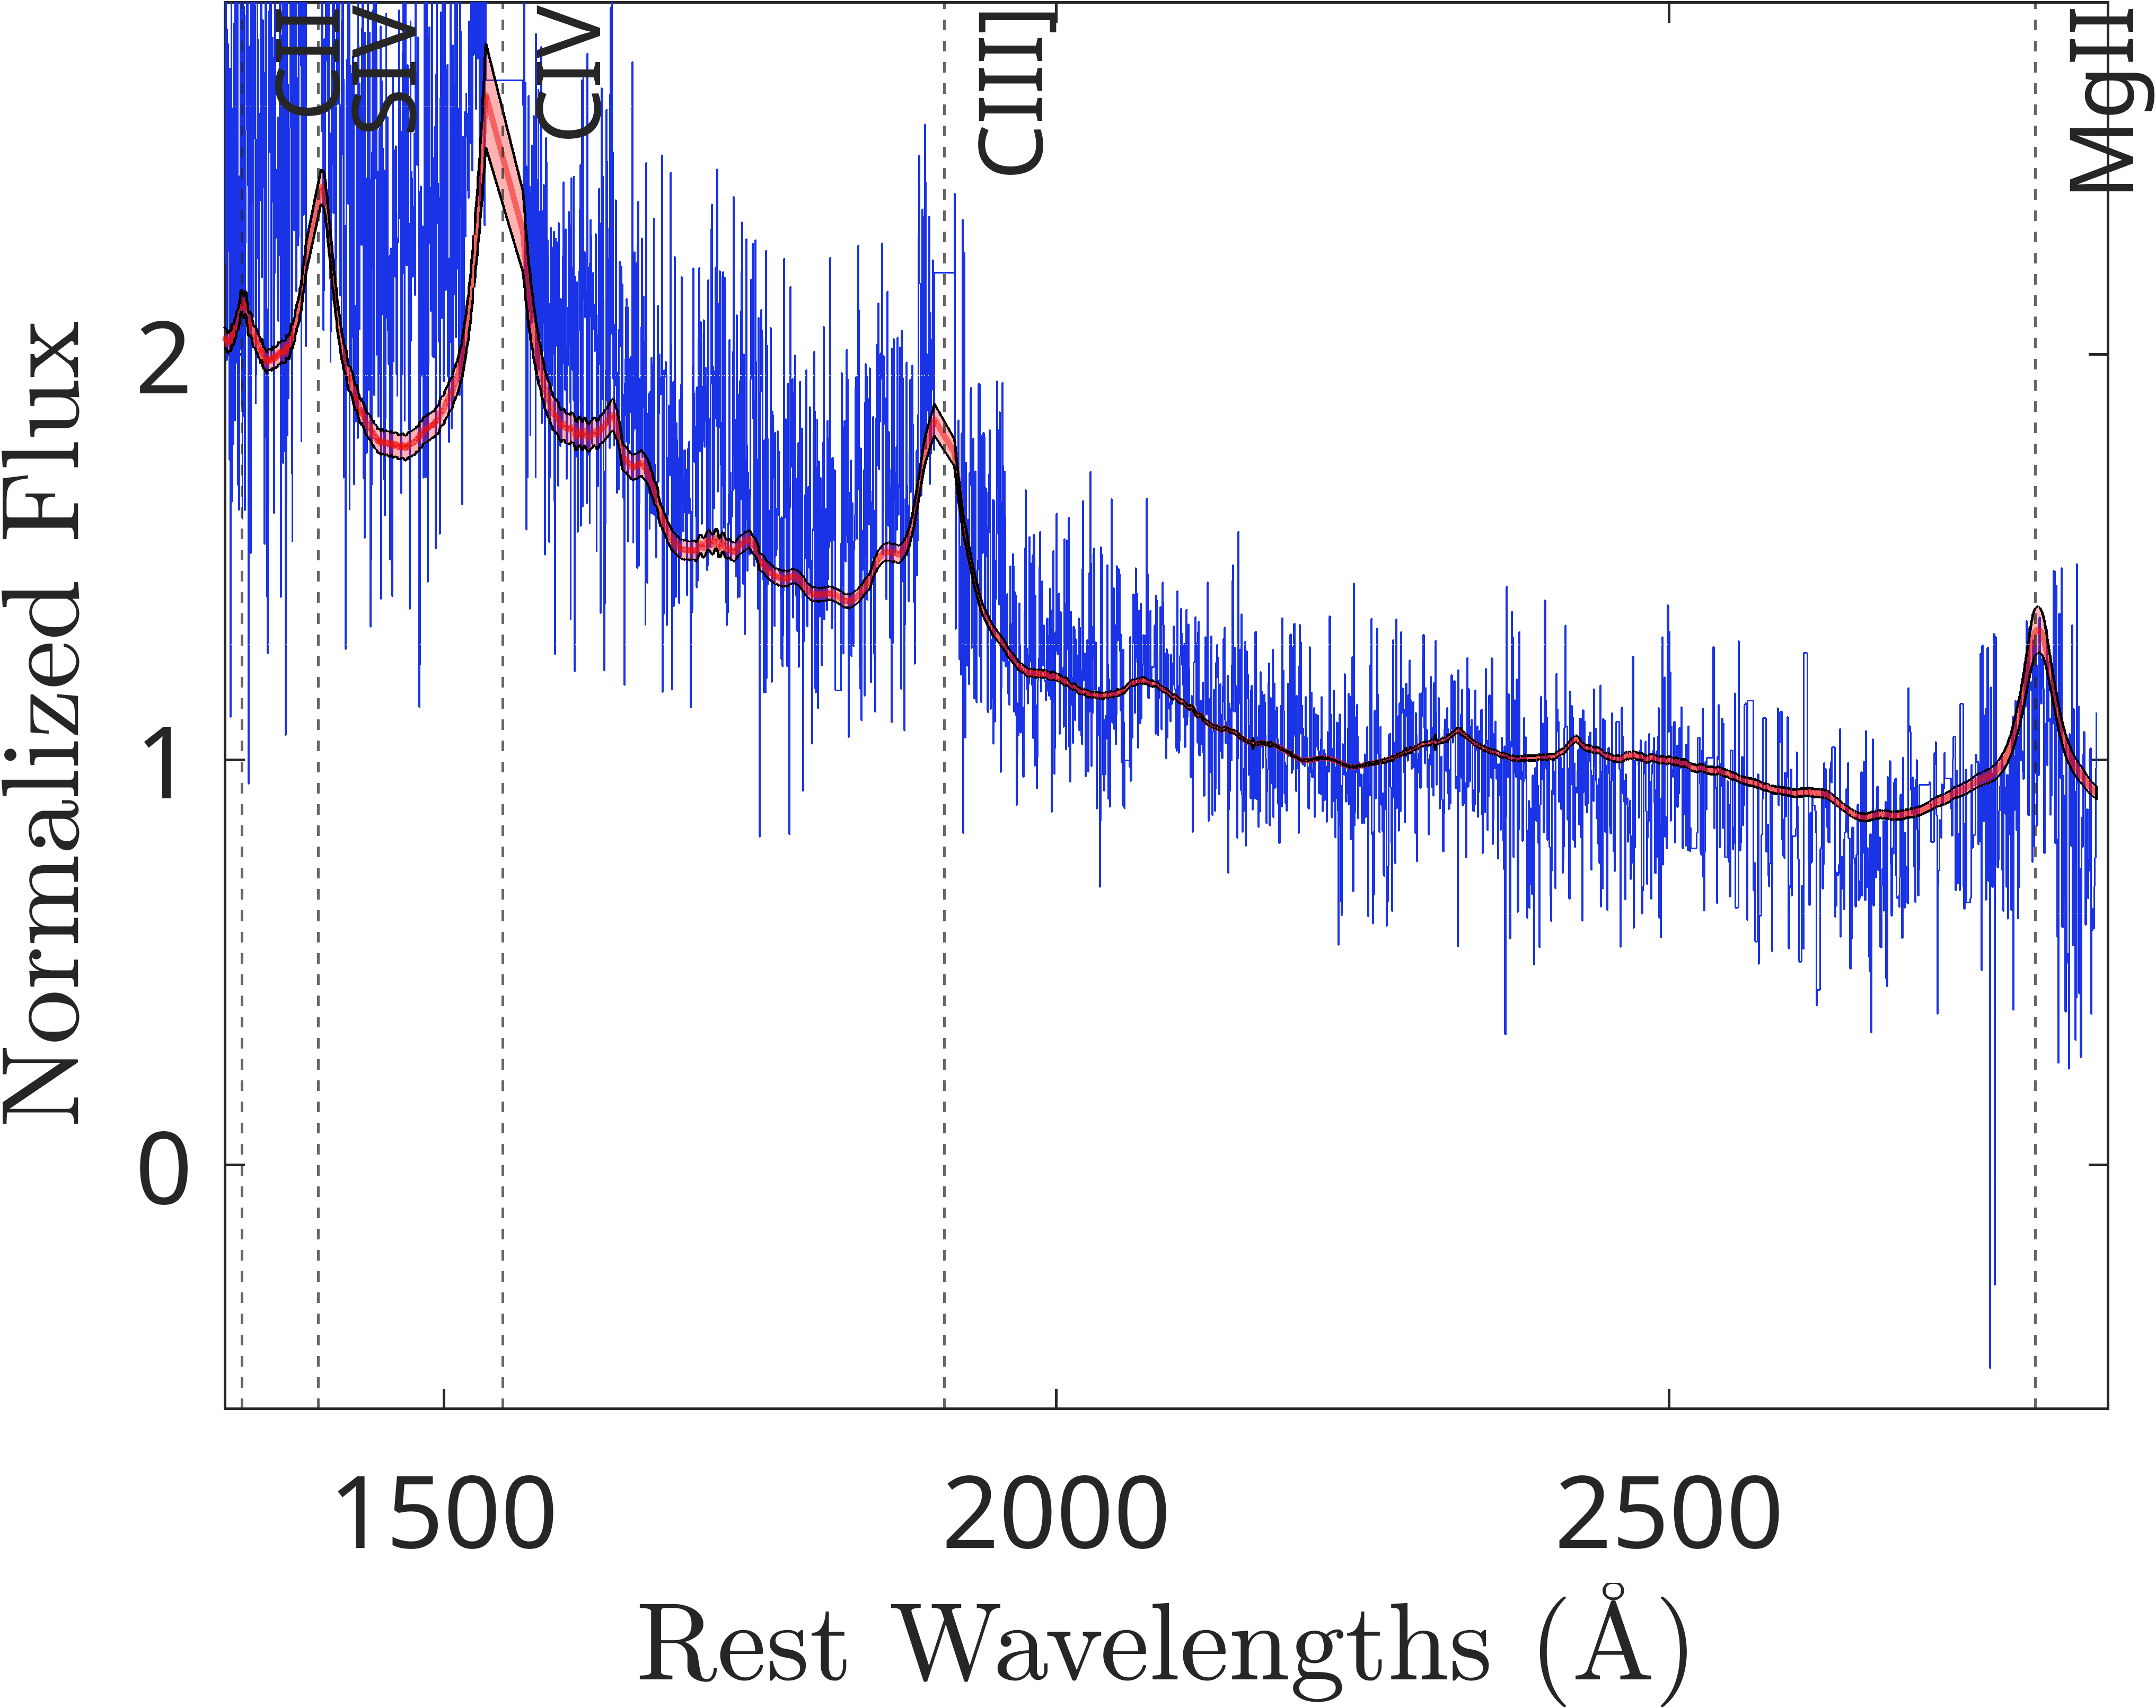 CII
SIV
CIV
CIII]
MgII
Normalized Flux
2
1
0
1500
2000
2500
Rest Wavelengths (Å)